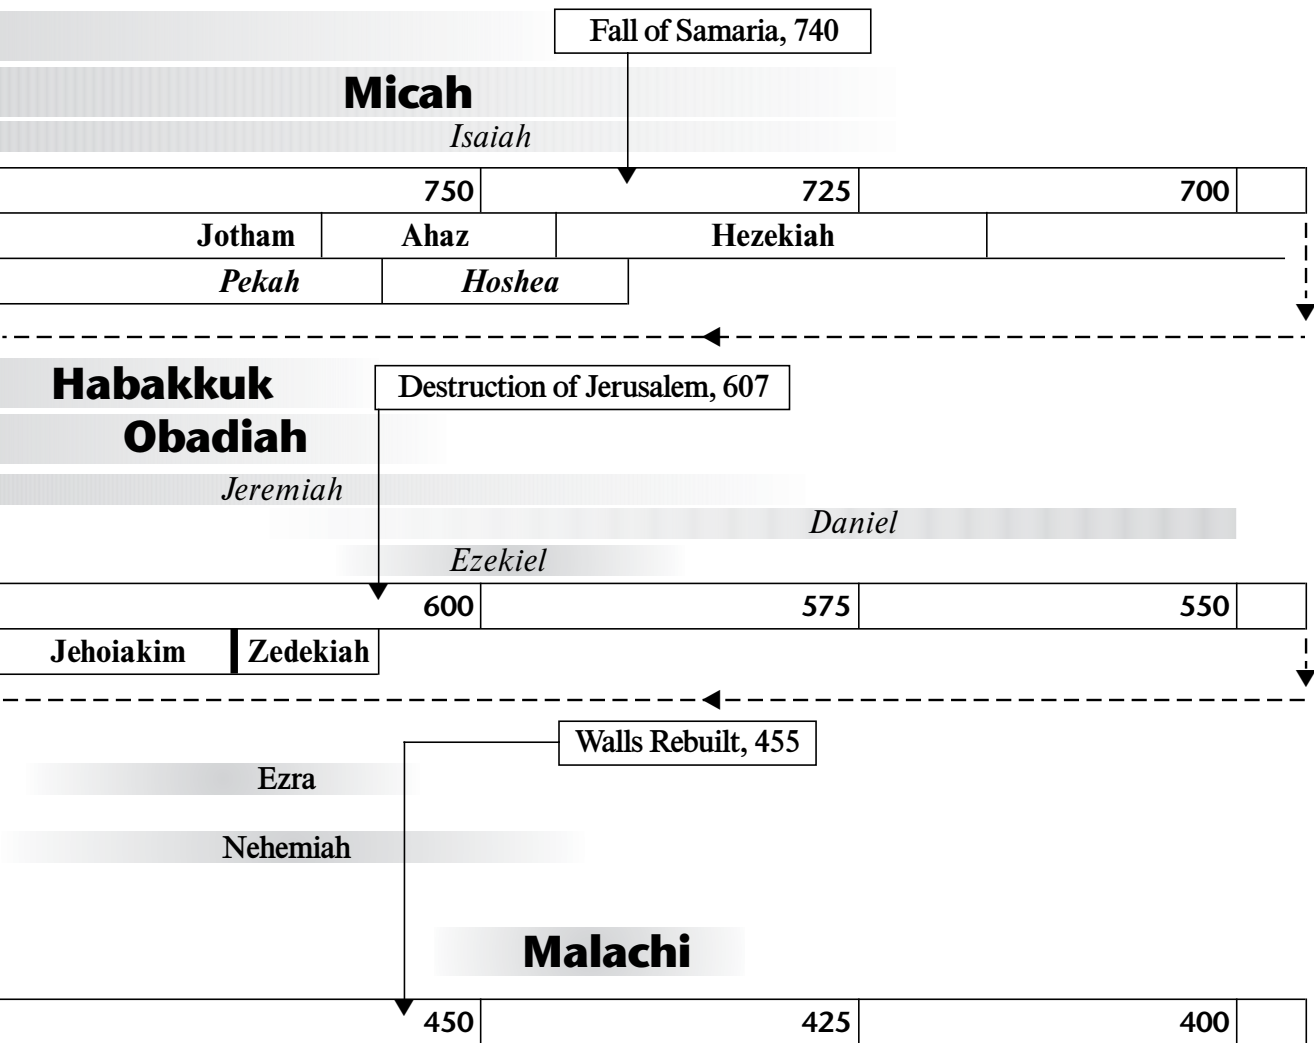 Fall of Samaria, 740
Micah
Isaiah
750 725 700
Jotham Ahaz Hezekiah
Pekah Hoshea
Habakkuk
Destruction of Jerusalem, 607
Obadiah
Jeremiah
Daniel
Ezekiel
600 575 550
Jehoiakim Zedekiah
Walls Rebuilt, 455
Ezra
Nehemiah
Malachi
450 425 400